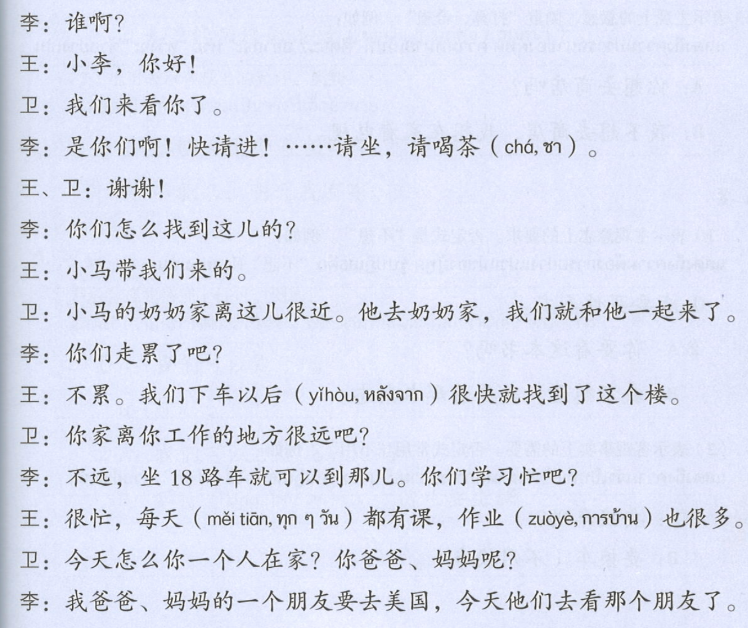 李：谁啊？
王：小李，你好！
卫：我们来看你了。
李：是你们啊！快请进！……请坐，请喝茶（chá, ชา）。
王 卫：谢谢！
李：你们怎么找到这儿的？
王：小马带我们来的。
卫：小马的奶奶家离这儿很近。他去奶奶家，我们就和他一起来了。
李：你们走累了吧？
王：不累。我们下车以后（yǐhòu, หลังจาก）很快就找到了这个楼。
卫：你家离你工作的地方很远吧？
李：不远，坐 18 路车就可以到那儿。你们学习忙吧？
王：很忙，每天（měi tiān, ทุก ๆ วัน）都有课，作业（zuòyè, การบ้าน）也很多。
卫：今天怎么你一个人在家？你爸爸、妈妈呢？
李：我爸爸、妈妈的一个朋友要去美国，今天他们去看那个朋友了。